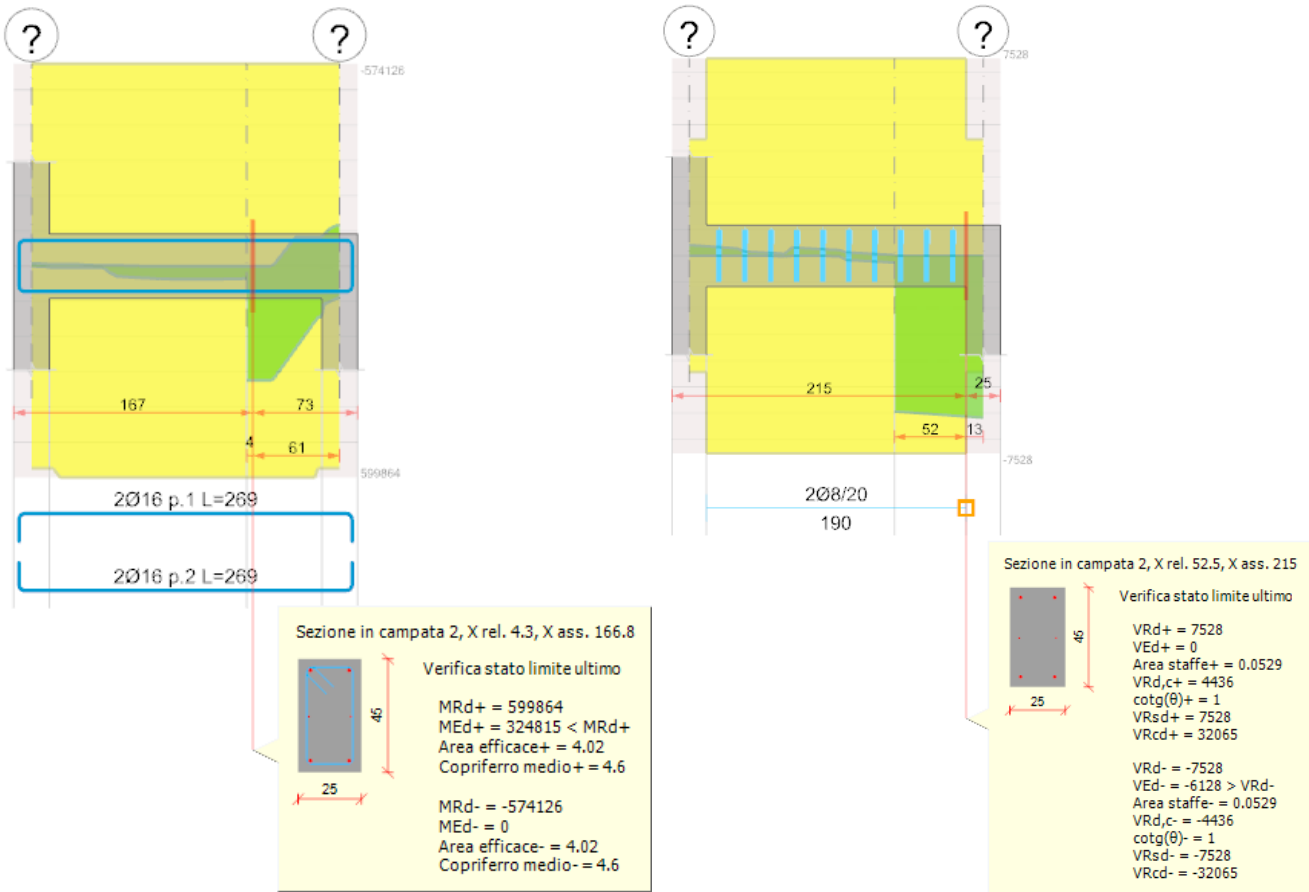 ?
?
-574126
167
73
4
61
599864
2Ø16 p.1 L=269
2Ø16 p.2 L=269
Sezione in campata 2, X rel. 4.3, X ass. 166.8
Verifica stato limite ultimo
45
25
MRd+ = 599864
MEd+ = 324815 < MRd+
Area efficace+ = 4.02
Copriferro medio+ = 4.6
MRd- = -574126
MEd- = 0
Area efficace- = 4.02
Copriferro medio- = 4.6
?
?
7528
215
25
52
13
-7528
2Ø8/20
190
Sezione in campata 2, X rel. 52.5, X ass. 215
Verifica stato limite ultimo
45
25
VRd+ = 7528
VEd+ = 0
Area staffe+ = 0.0529
VRd,c+ = 4436
cotg(θ)+ = 1
VRsd+ = 7528
VRcd+ = 32065
VRd- = -7528
VEd- = -6128 > VRd-
Area staffe- = 0.0529
VRd,c- = -4436
cotg(θ)- = 1
VRsd- = -7528
VRcd- = -32065